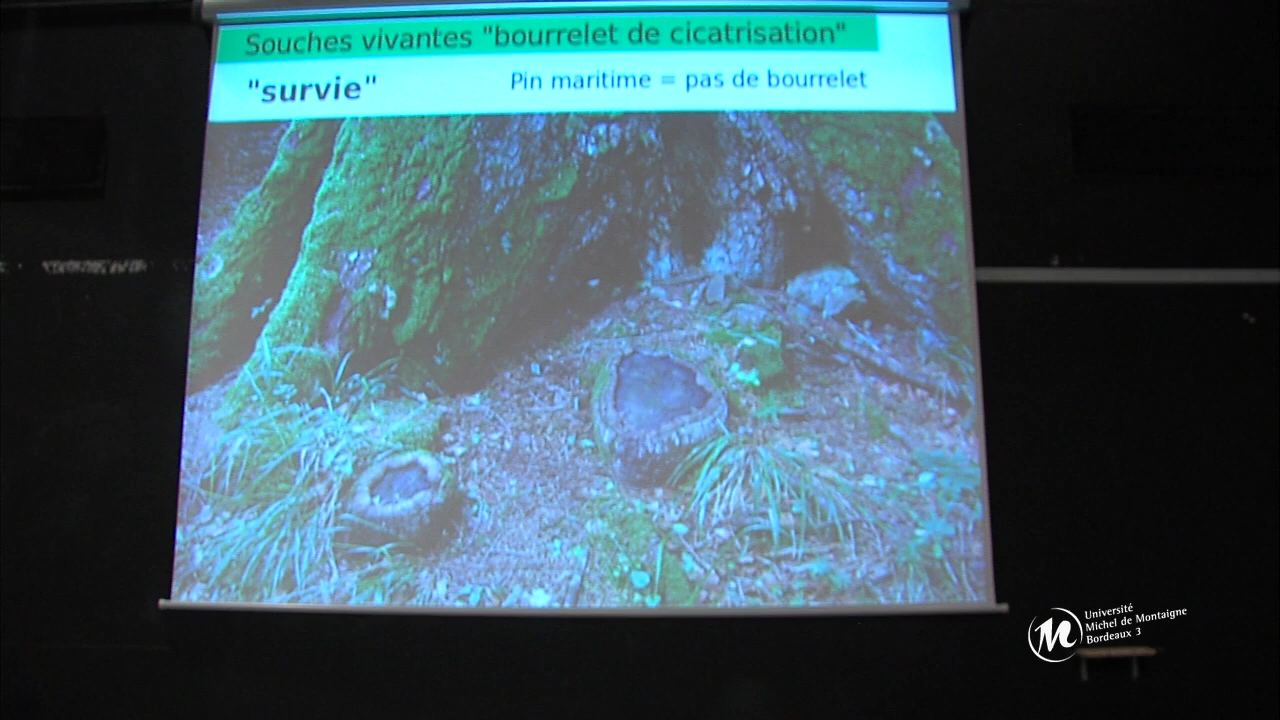 Souches vivantes "bourrelet de cicatrisation"
"survie"
Pin maritime = pas de bourrelet
Université
Michel de Montaigne
Bordeaux 3